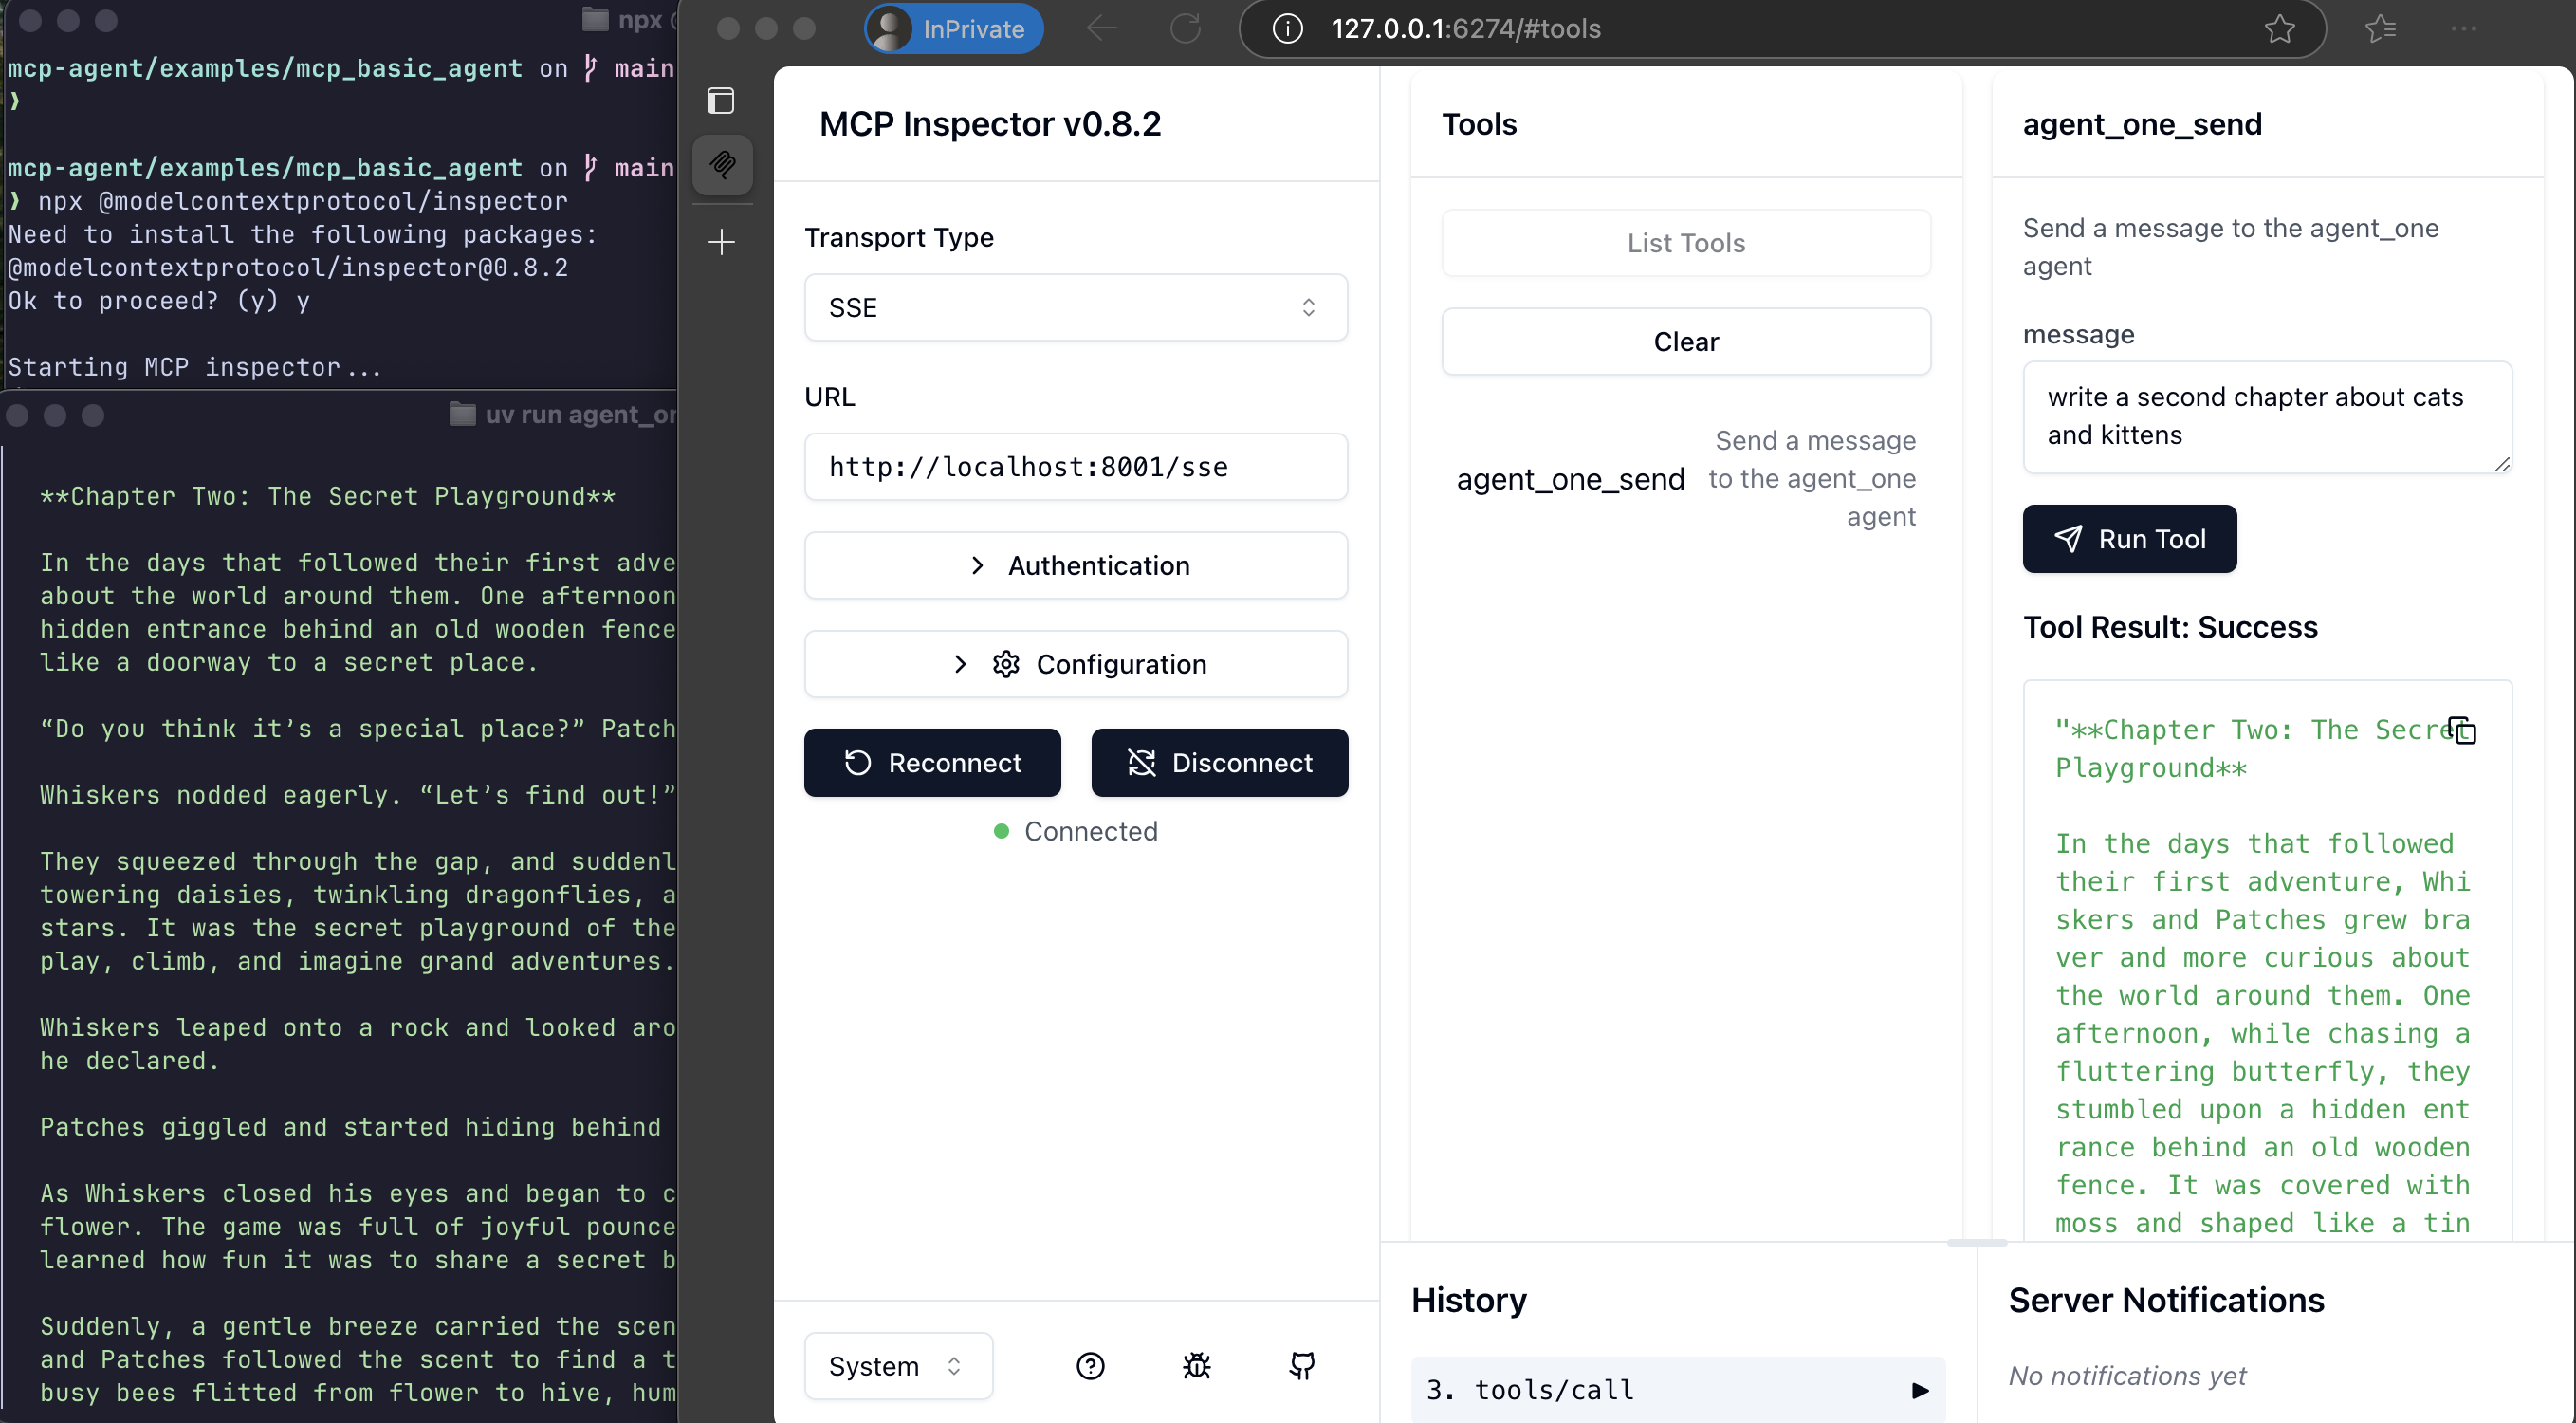 npx
mcp-agent/examples/mcp_basic_agent on main
❯
mcp-agent/examples/mcp_basic_agent on main
❯ npx @modelcontextprotocol/inspector
Need to install the following packages:
@modelcontextprotocol/inspector@0.8.2
Ok to proceed? (y) y
Starting MCP inspector...
uv run agent_or
**Chapter Two: The Secret Playground**
In the days that followed their first adve
about the world around them. One afternoon
hidden entrance behind an old wooden fence
like a doorway to a secret place.
“Do you think it’s a special place?” Patch
Whiskers nodded eagerly. “Let’s find out!”
They squeezed through the gap, and suddenl
towering daisies, twinkling dragonflies, a
stars. It was the secret playground of the
play, climb, and imagine grand adventures.
Whiskers leaped onto a rock and looked aro
he declared.
Patches giggled and started hiding behind
As Whiskers closed his eyes and began to c
flower. The game was full of joyful pounce
learned how fun it was to share a secret b
Suddenly, a gentle breeze carried the scen
and Patches followed the scent to find a t
busy bees flitted from flower to hive, hum
InPrivate
127.0.0.1:6274/#tools
MCP Inspector v0.8.2
Transport Type
SSE
URL
http://localhost:8001/sse
Authentication
Configuration
Reconnect
Disconnect
Connected
System
Tools
List Tools
Clear
agent_one_send
Send a message
to the agent_one
agent
agent_one_send
Send a message to the agent_one
agent
message
write a second chapter about cats
and kittens
Run Tool
Tool Result: Success
"**Chapter Two: The Secret
Playground**
In the days that followed
their first adventure, Whi
skers and Patches grew bra
ver and more curious about
the world around them. One
afternoon, while chasing a
fluttering butterfly, they
stumbled upon a hidden ent
rance behind an old wooden
fence. It was covered with
moss and shaped like a tin
History
3. tools/call
Server Notifications
No notifications yet